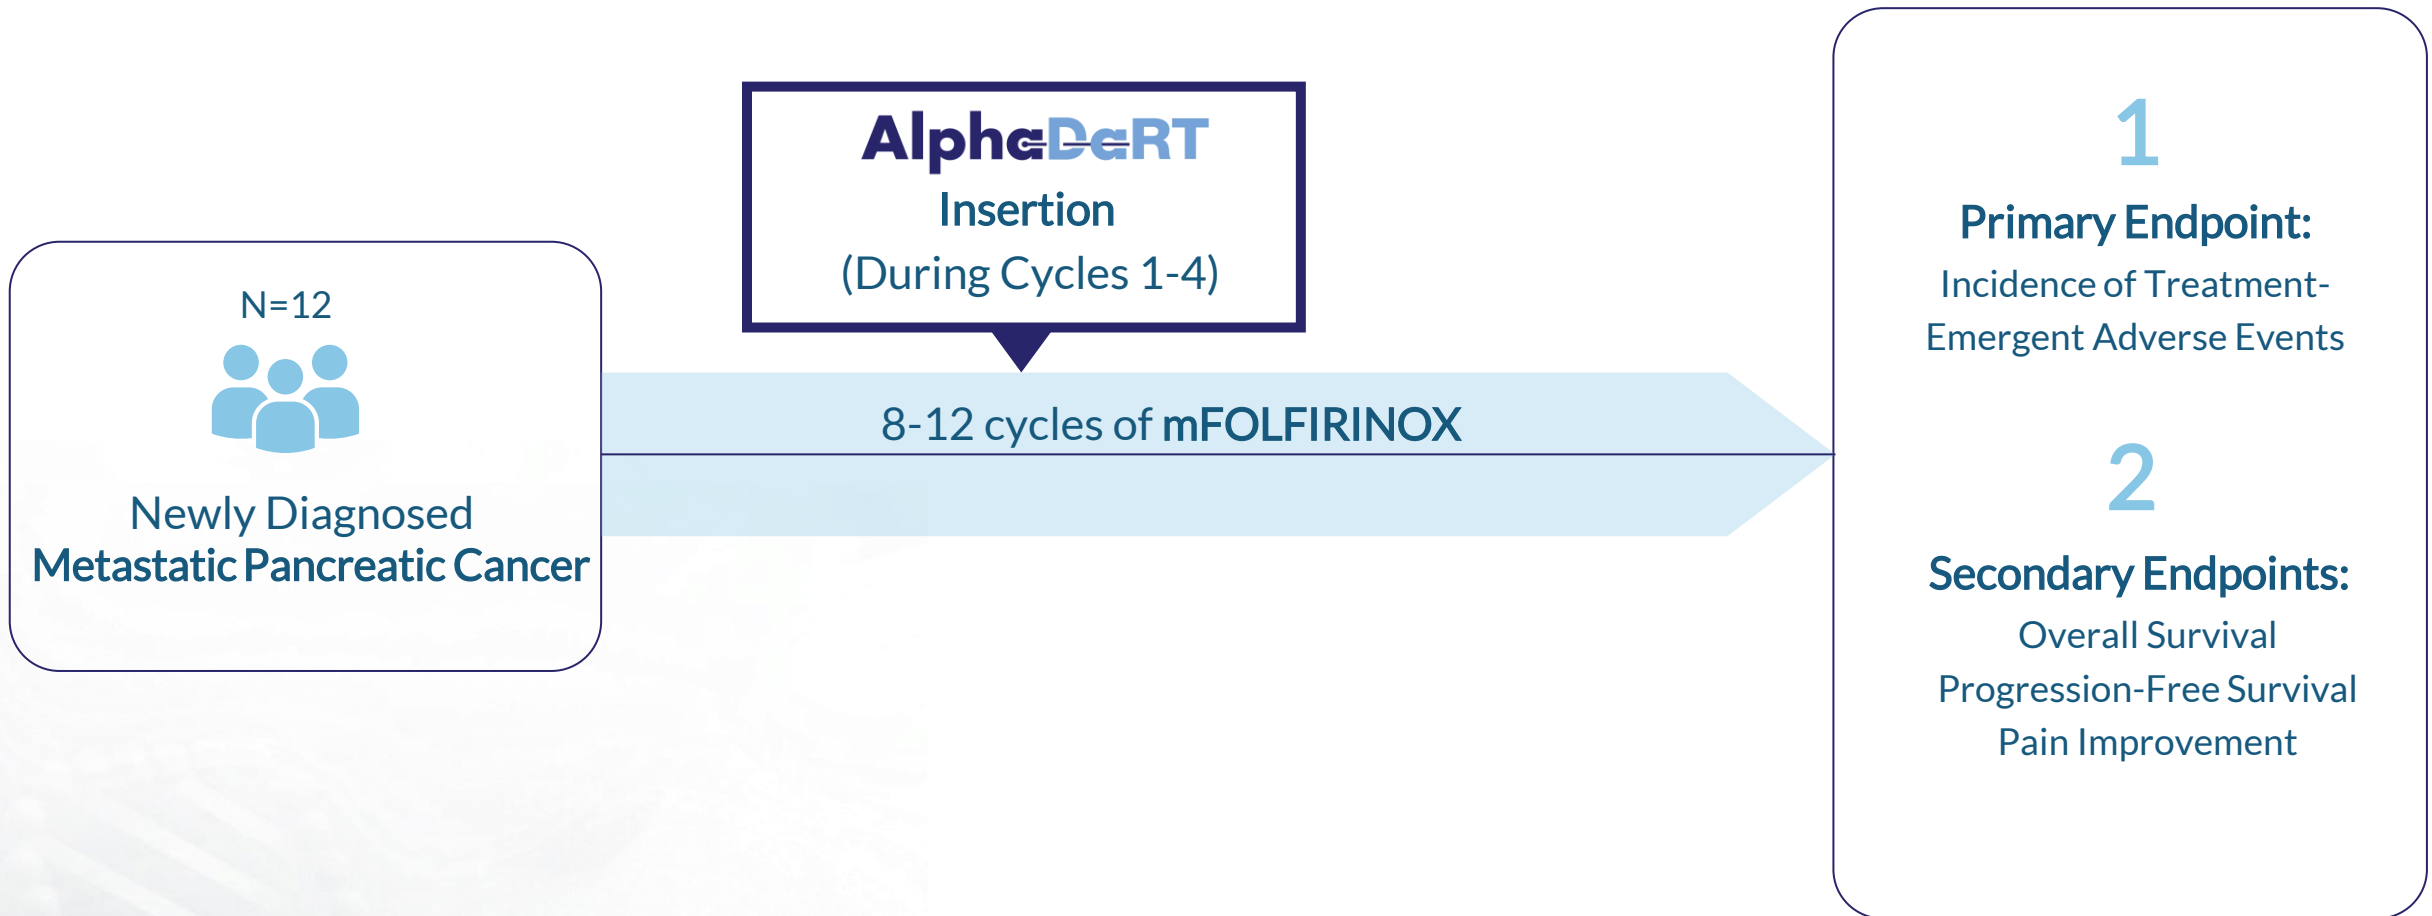 N=12
Newly Diagnosed
Metastatic Pancreatic Cancer
AlphaDaRT
Insertion
(During Cycles 1-4)
8-12 cycles of mFOLFIRINOX
1
Primary Endpoint:
Incidence of Treatment-
Emergent Adverse Events
2
Secondary Endpoints:
Overall Survival
Progression-Free Survival
Pain Improvement